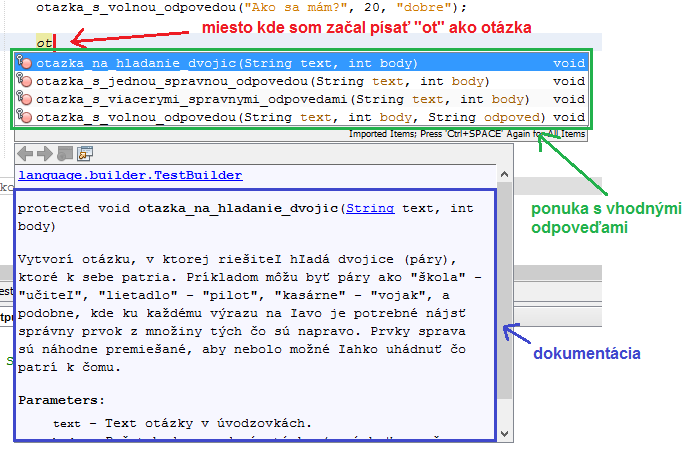 otazka_s_volnou_odpovedou("Ako sa mám?", 20, "dobre");
miesto kde som začal písať "ot" ako otázka
ot
otazka_na_hladanie_dvojic(String text, int body) void
otazka_s_jednou_spravnou_odpovedou(String text, int body) void
otazka_s_viacerymi_spravnymi_odpovedami(String text, int body) void
otazka_s_volnou_odpovedou(String text, int body, String odpoved) void
Imported Items; Press 'Ctrl+SPACE' Again for All Items
language.builder.TestBuilder
ponuka s vhodnými
odpoveďami
protected void otazka_na_hladanie_dvojic(String text, int
body)
Vytvorí otázku, v ktorej riešiteľ hľadá dvojice (páry),
ktoré k sebe patria. Príkladom môžu byť páry ako "škola" -
"učiteľ", "lietadlo" - "pilot", "kasárne" - "vojak", a
podobne, kde ku každému výrazu na ľavo je potrebné nájsť
správny prvok z množiny tých čo sú napravo. Prvky sprava
sú náhodne premiešané, aby nebolo možné ľahko uhádnuť čo
patrí k čomu.
dokumentácia
Parameters:
text - Text otázky v úvodzovkách.